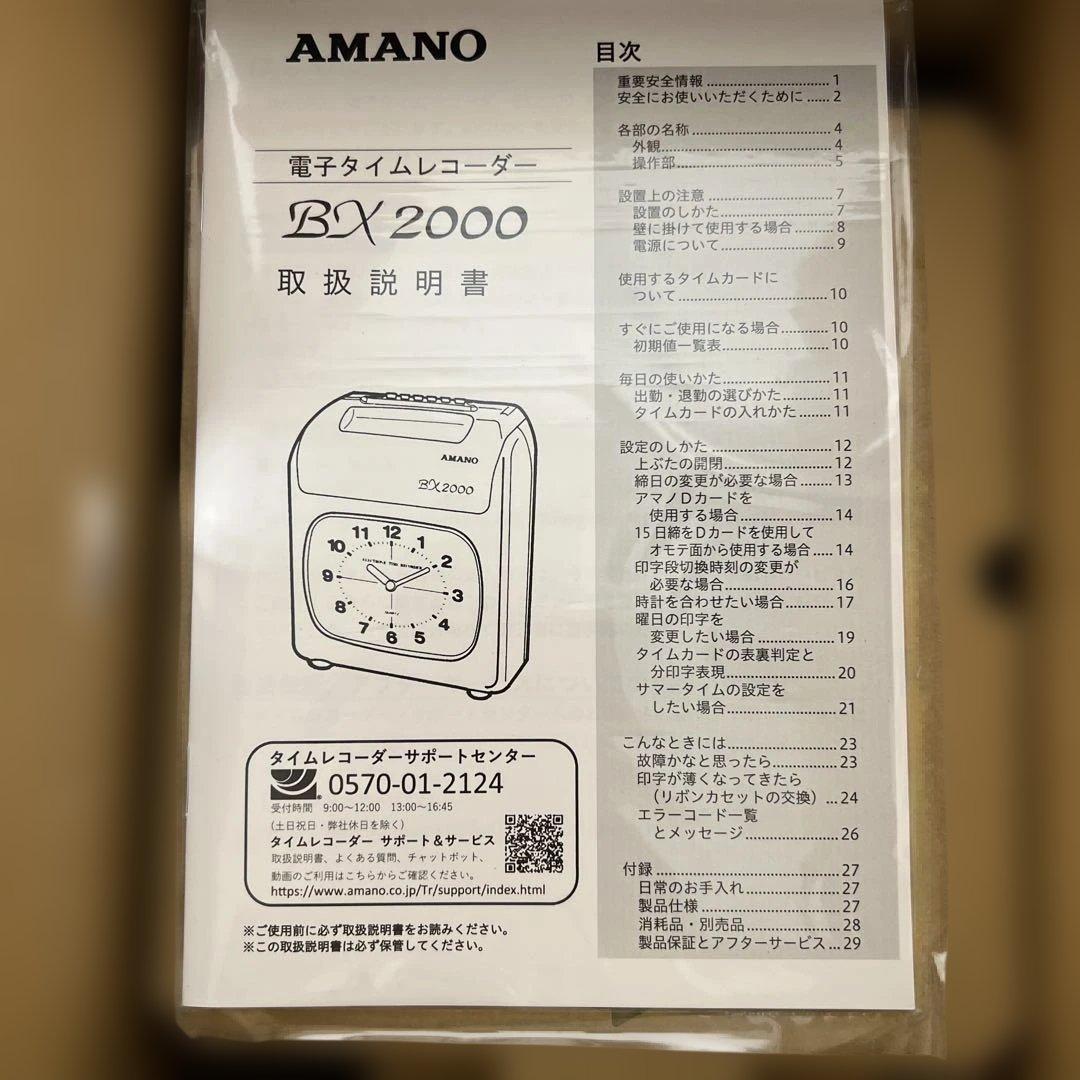 AMANO
電子タイムレコーダー
BX2000
取扱説明書
AMANO
BX2000
12
1
2
3
4
5
6
7
8
9
10
11
QUARTZ
タイムレコーダーサポートセンター
0570-01-2124
受付時間 9:00~12:00 13:00~16:45
(土日祝日・弊社休日を除く)
タイムレコーダー サポート&サービス
取扱説明書、よくある質問、チャットボット、
動画のご利用はこちらからご確認ください。
https://www.amano.co.jp/Tr/support/index.html
※ご使用前に必ず取扱説明書をお読みください。
※この取扱説明書は必ず保管してください。
目次
重要安全情報 ................................ 1
安全にお使いいただくために ...... 2
各部の名称 .................................. 4
外観.......................................... 4
操作部....................................... 5
設置上の注意 ............................... 7
設置のしかた............................ 7
壁に掛けて使用する場合.......... 8
電源について............................ 9
使用するタイムカードに
ついて.................................... 10
すぐにご使用になる場合............ 10
初期値一覧表.......................... 10
毎日の使いかた.......................... 11
出勤・退勤の選びかた............ 11
タイムカードの入れかた........ 11
設定のしかた .............................. 12
上ぶたの開閉.......................... 12
締日の変更が必要な場合........ 13
アマノDカードを
使用する場合....................... 14
15日締をDカードを使用して
オモテ面から使用する場合..... 14
印字段切換時刻の変更が
必要な場合........................... 16
時計を合わせたい場合............ 17
曜日の印字を
変更したい場合 ................... 19
タイムカードの表裏判定と
分印字表現........................... 20
サマータイムの設定を
したい場合........................... 21
こんなときには........................... 23
故障かなと思ったら................ 23
印字が薄くなってきたら
(リボンカセットの交換) ... 24
エラーコード一覧
とメッセージ....................... 26
付録 ............................................ 27
日常のお手入れ....................... 27
製品仕様 ................................. 27
消耗品・別売品....................... 28
製品保証とアフターサービス... 29